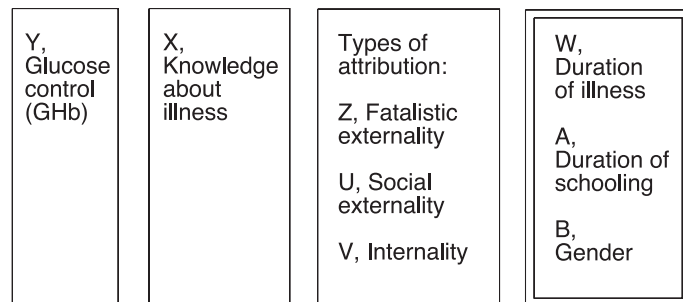 Y,
Glucose
control
(GHb)
X,
Knowledge
about
illness
Types of
attribution:
Z, Fatalistic
externality
U, Social
externality
V, Internality
W,
Duration
of illness
A,
Duration of
schooling
B,
Gender